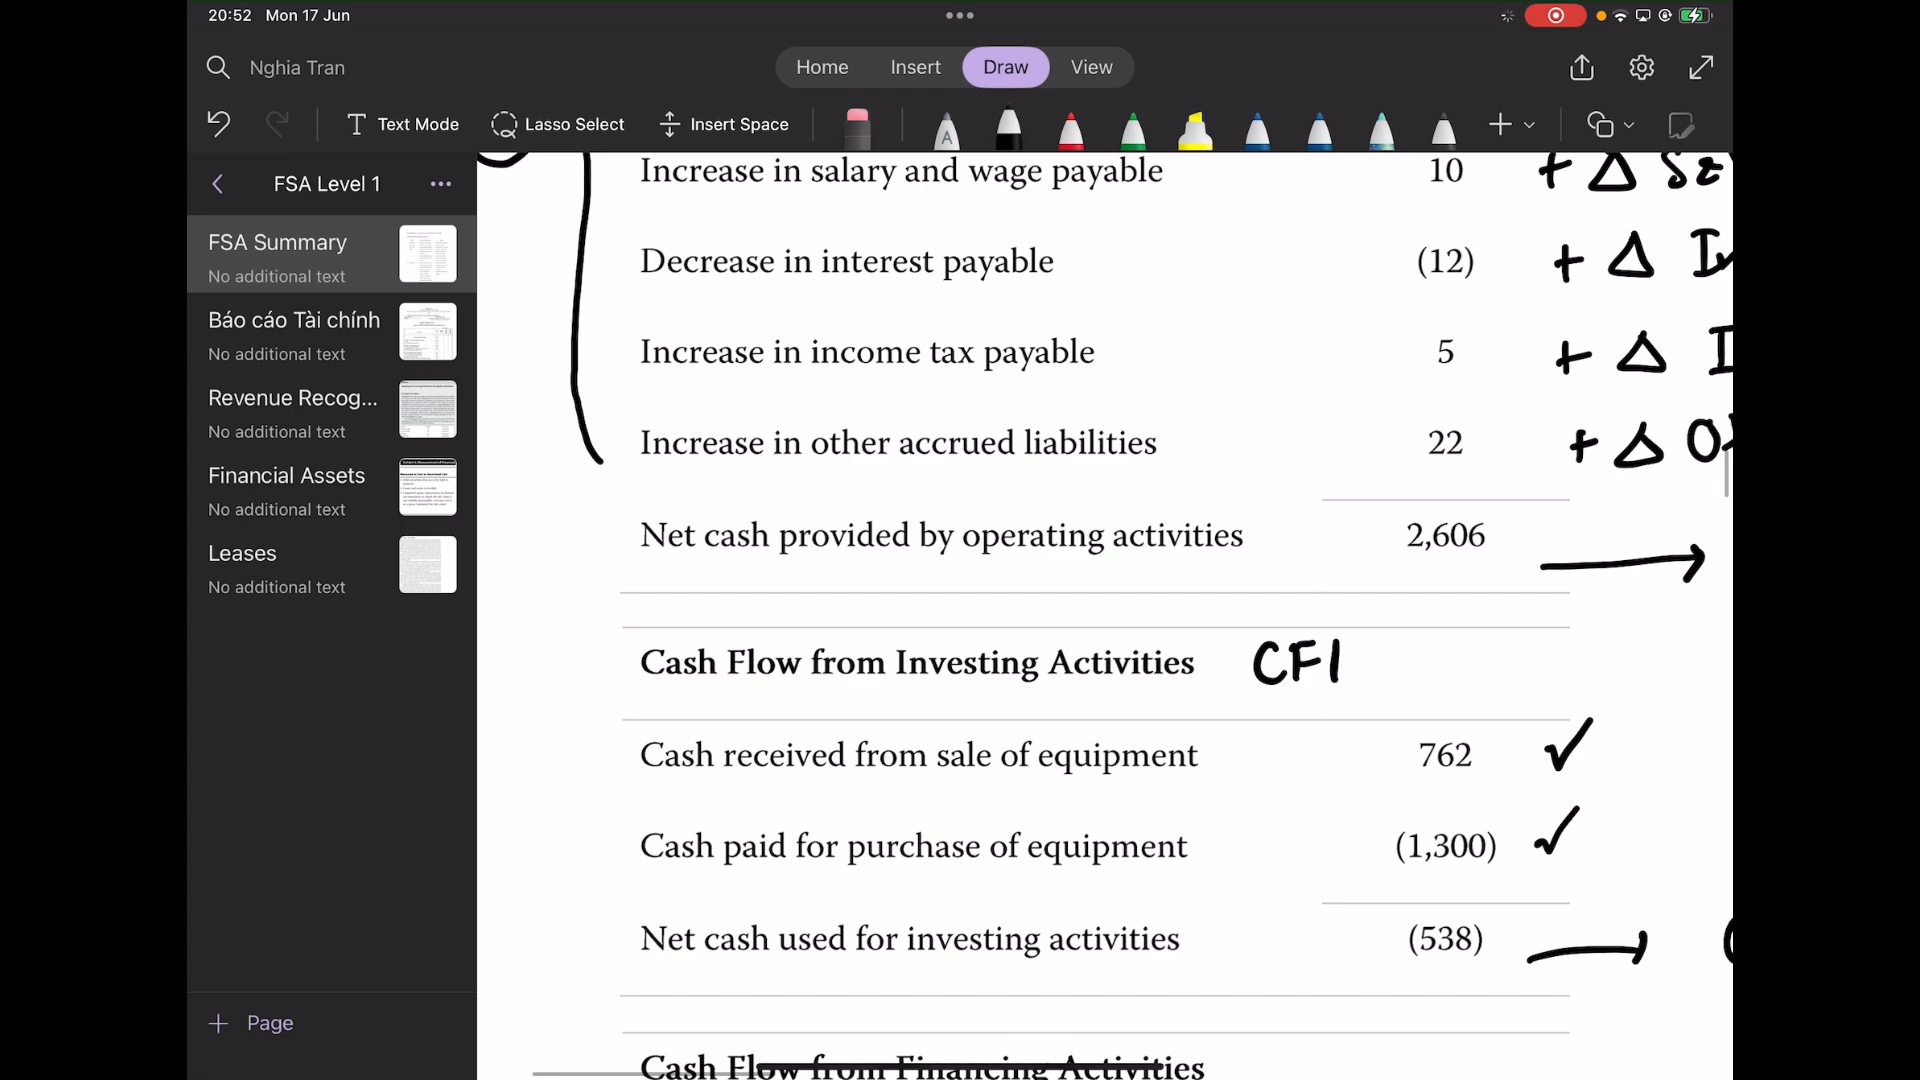 20:52 Mon 17 Jun
Nghia Tran
Home Insert Draw View
Text Mode Lasso Select Insert Space
A
FSA Level 1
FSA Summary
No additional text
Báo cáo Tài chính
No additional text
Revenue Recog...
No additional text
Financial Assets
No additional text
Leases
No additional text
+ Page
Increase in salary and wage payable 10 + Δ
Decrease in interest payable (12) + Δ
Increase in income tax payable 5 + Δ
Increase in other accrued liabilities 22 + Δ
Net cash provided by operating activities 2,606 →
Cash Flow from Investing Activities CFI
Cash received from sale of equipment 762 ✓
Cash paid for purchase of equipment (1,300) ✓
Net cash used for investing activities (538)
Cash Flow from Financing Activities